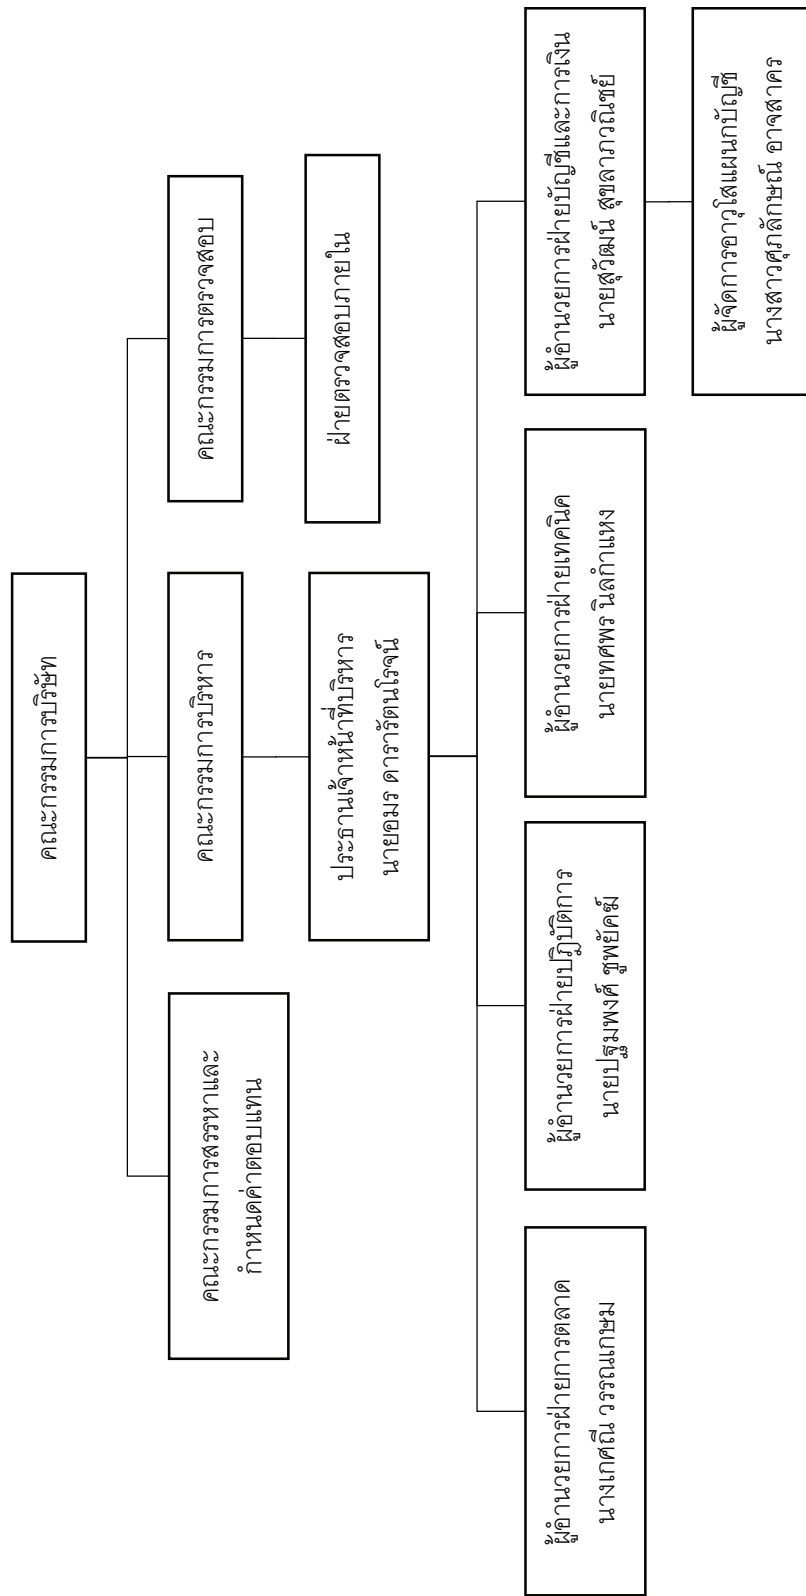 คณะกรรมการบริษัท
คณะกรรมการสรรหาและ
กำหนดค่าตอบแทน
คณะกรรมการบริหาร
คณะกรรมการตรวจสอบ
ประธานเจ้าหน้าที่บริหาร
นายอมร ดารารัตนโรจน์
ฝ่ายตรวจสอบภายใน
ผู้อำนวยการฝ่ายการตลาด
นางเกศณี วรรณเกษม
ผู้อำนวยการฝ่ายปฏิบัติการ
นายปฐมพงศ์ ชูพยัคฆ์
ผู้อำนวยการฝ่ายเทคนิค
นายทศพร นิลกำแหง
ผู้อำนวยการฝ่ายบัญชีและการเงิน
นายสุวัฒน์ สุขลาภวณิชย์
ผู้จัดการอาวุโสแผนกบัญชี
นางสาวศุภลักษณ์ อาจสาคร